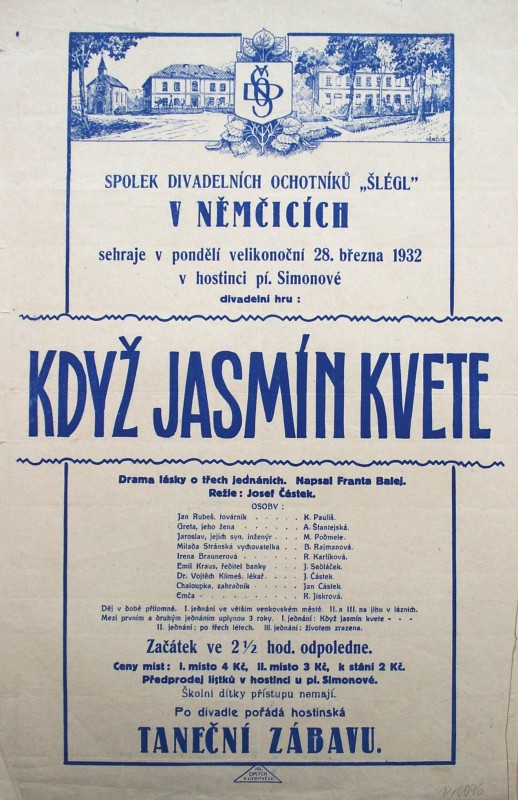 SPOLEK DIVADELNÍCH OCHOTNÍKŮ „ŠLÉGL”
V NĚMČICÍCH
sehraje v pondělí velikonoční 28. března 1932
v hostinci pí. Simonové
divadelní hru :
KDYŽ JASMÍN KVETE
Drama lásky o třech jednáních. Napsal Franta Balej.
Režie : Josef Částek.
OSOBY :
Jan Rubeš, továrník . . . . . K. Pauliš.
Greta, jeho žena . . . . . . A. Štantejská.
Jaroslav, jejich syn, inženýr . . . M. Podmele.
Milada Stránská vychovatelka . . B. Rajmanová.
Irena Braunerová . . . . . R. Karlíková.
Emil Kraus, ředitel banky . . . J. Sedláček.
Dr. Vojtěch Klimeš, lékař . . . J. Částek.
Chaloupka, zahradník . . . . Jan Částek.
Emča . . . . . . . . R. Jiskrová.
Děj v době přítomné. I. jednání ve větším venkovském městě. II. a III. na jihu v lázních.
Mezi prvním a druhým jednáním uplynou 3 roky. I. jednání : Když jasmín kvete - - -
II. jednání ; po třech létech. III. jednání : životem zrazena.
Začátek ve 2½ hod. odpoledne.
Ceny míst : I. místo 4 Kč, II. místo 3 Kč, k stání 2 Kč.
Předprodej lístků v hostinci u pí. Simonové.
Školní dítky přístupu nemají.
Po divadle pořádá hostinská
TANEČNÍ ZÁBAVU.